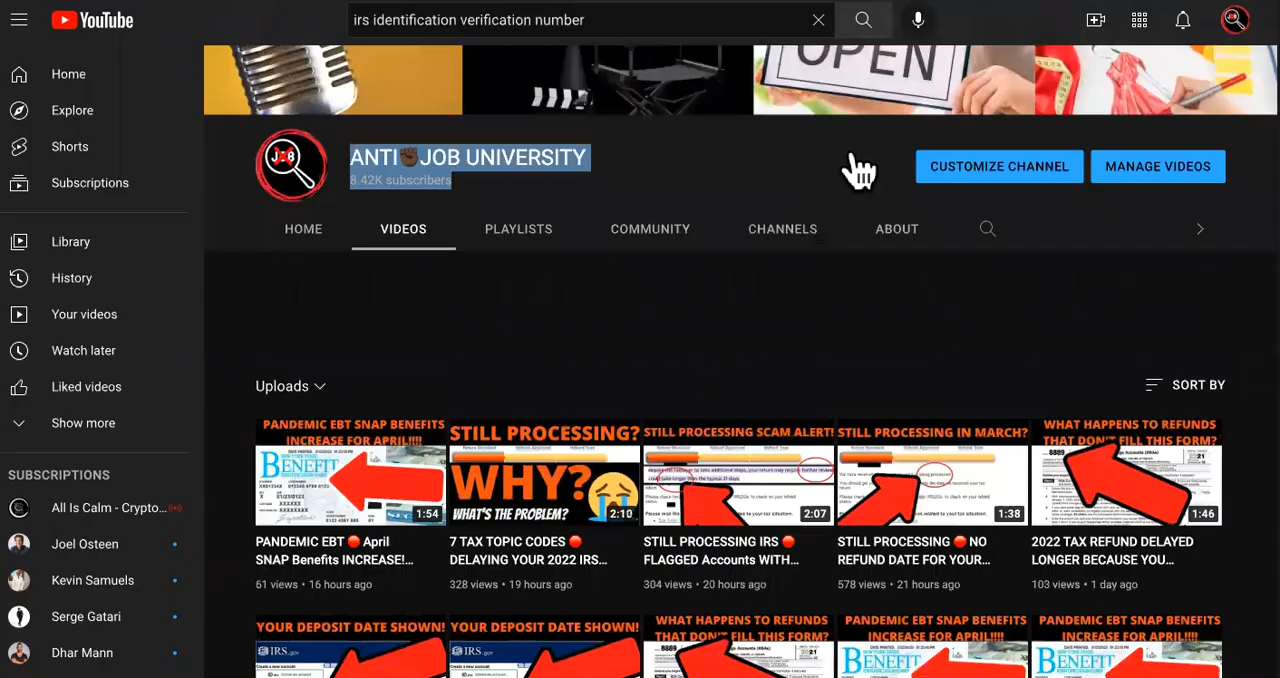 YouTube
irs identification verification number
Home
Explore
Shorts
Subscriptions
Library
History
Your videos
Watch later
Liked videos
Show more
SUBSCRIPTIONS
All Is Calm - Crypto...
Joel Osteen
Kevin Samuels
Serge Gatari
Dhar Mann
OPEN
ANTI✊🏾JOB UNIVERSITY
8.42K subscribers
CUSTOMIZE CHANNEL
MANAGE VIDEOS
HOME
VIDEOS
PLAYLISTS
COMMUNITY
CHANNELS
ABOUT
Uploads
SORT BY
PANDEMIC EBT SNAP BENEFITS
INCREASE FOR APRIL!!!!
BENEFIT
1:54
PANDEMIC EBT 🔴 April
SNAP Benefits INCREASE!...
61 views • 16 hours ago
STILL PROCESSING?
WHY?
WHAT'S THE PROBLEM?
2:10
7 TAX TOPIC CODES 🔴
DELAYING YOUR 2022 IRS...
328 views • 19 hours ago
STILL PROCESSING SCAM ALERT!
2:07
STILL PROCESSING IRS 🔴
FLAGGED Accounts WITH...
304 views • 20 hours ago
STILL PROCESSING IN MARCH?
1:38
STILL PROCESSING 🔴 NO
REFUND DATE FOR YOUR...
578 views • 21 hours ago
WHAT HAPPENS TO REFUNDS
THAT DON'T FILL THIS FORM?
8889
1:46
2022 TAX REFUND DELAYED
LONGER BECAUSE YOU...
103 views • 1 day ago
YOUR DEPOSIT DATE SHOWN!
IRS.gov
YOUR DEPOSIT DATE SHOWN!
IRS.gov
WHAT HAPPENS TO REFUNDS
THAT DON'T FILL THIS FORM?
8889
PANDEMIC EBT SNAP BENEFITS
INCREASE FOR APRIL!!!!
BENEFIT
PANDEMIC EBT SNAP BENEFITS
INCREASE FOR APRIL!!!!
BENEFIT